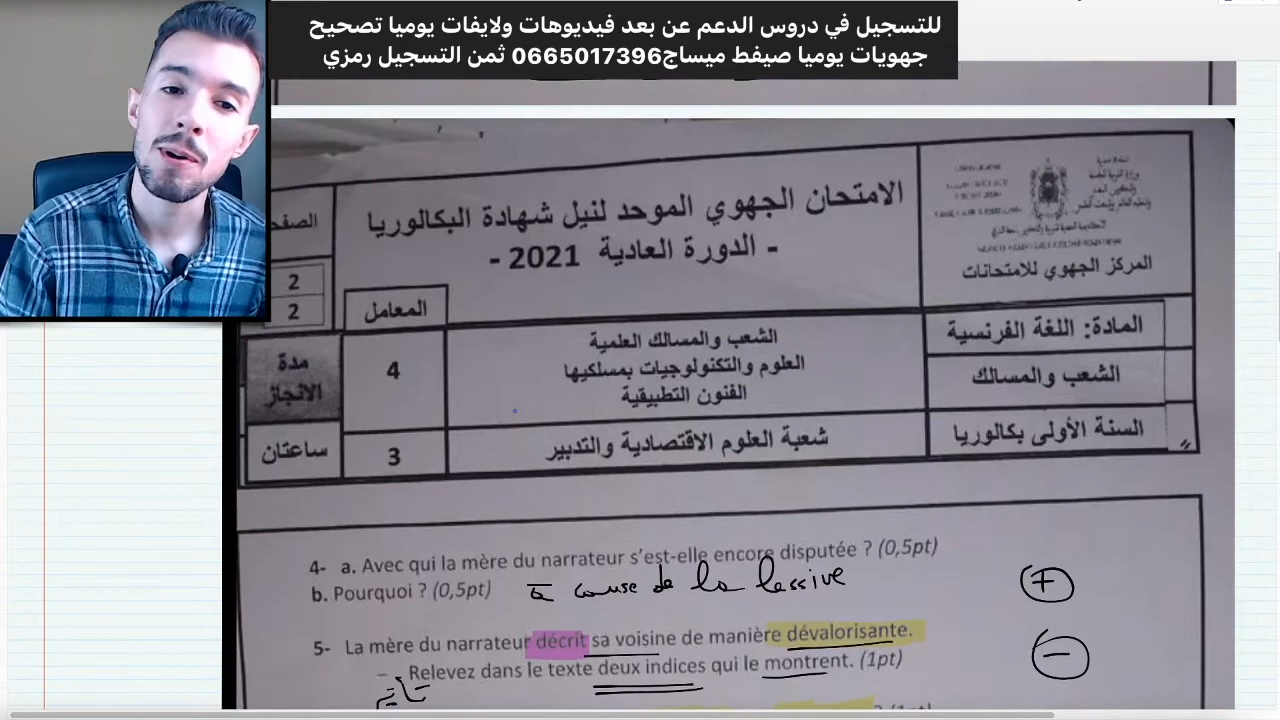 للتسجيل في دروس الدعم عن بعد فيديوهات ولايفات يوميا تصحيح
جهويات يوميا صيفط ميساج0665017396 ثمن التسجيل رمزي
الامتحان الجهوي الموحد لنيل شهادة البكالوريا
- الدورة العادية 2021 -
المركز الجهوي للامتحانات
2
2
المعامل
المادة: اللغة الفرنسية
الشعب والمسالك
السنة الأولى بكالوريا
الشعب والمسالك العلمية
العلوم والتكنولوجيات بمسلكيها
الفنون التطبيقية
4
مدة
الانجاز
شعبة العلوم الاقتصادية والتدبير
3
ساعتان
4- a. Avec qui la mère du narrateur s'est-elle encore disputée ? (0,5pt)
b. Pourquoi ? (0,5pt) à cause de la lessive
+
5- La mère du narrateur décrit sa voisine de manière dévalorisante.
– Relevez dans le texte deux indices qui le montrent. (1pt)
–